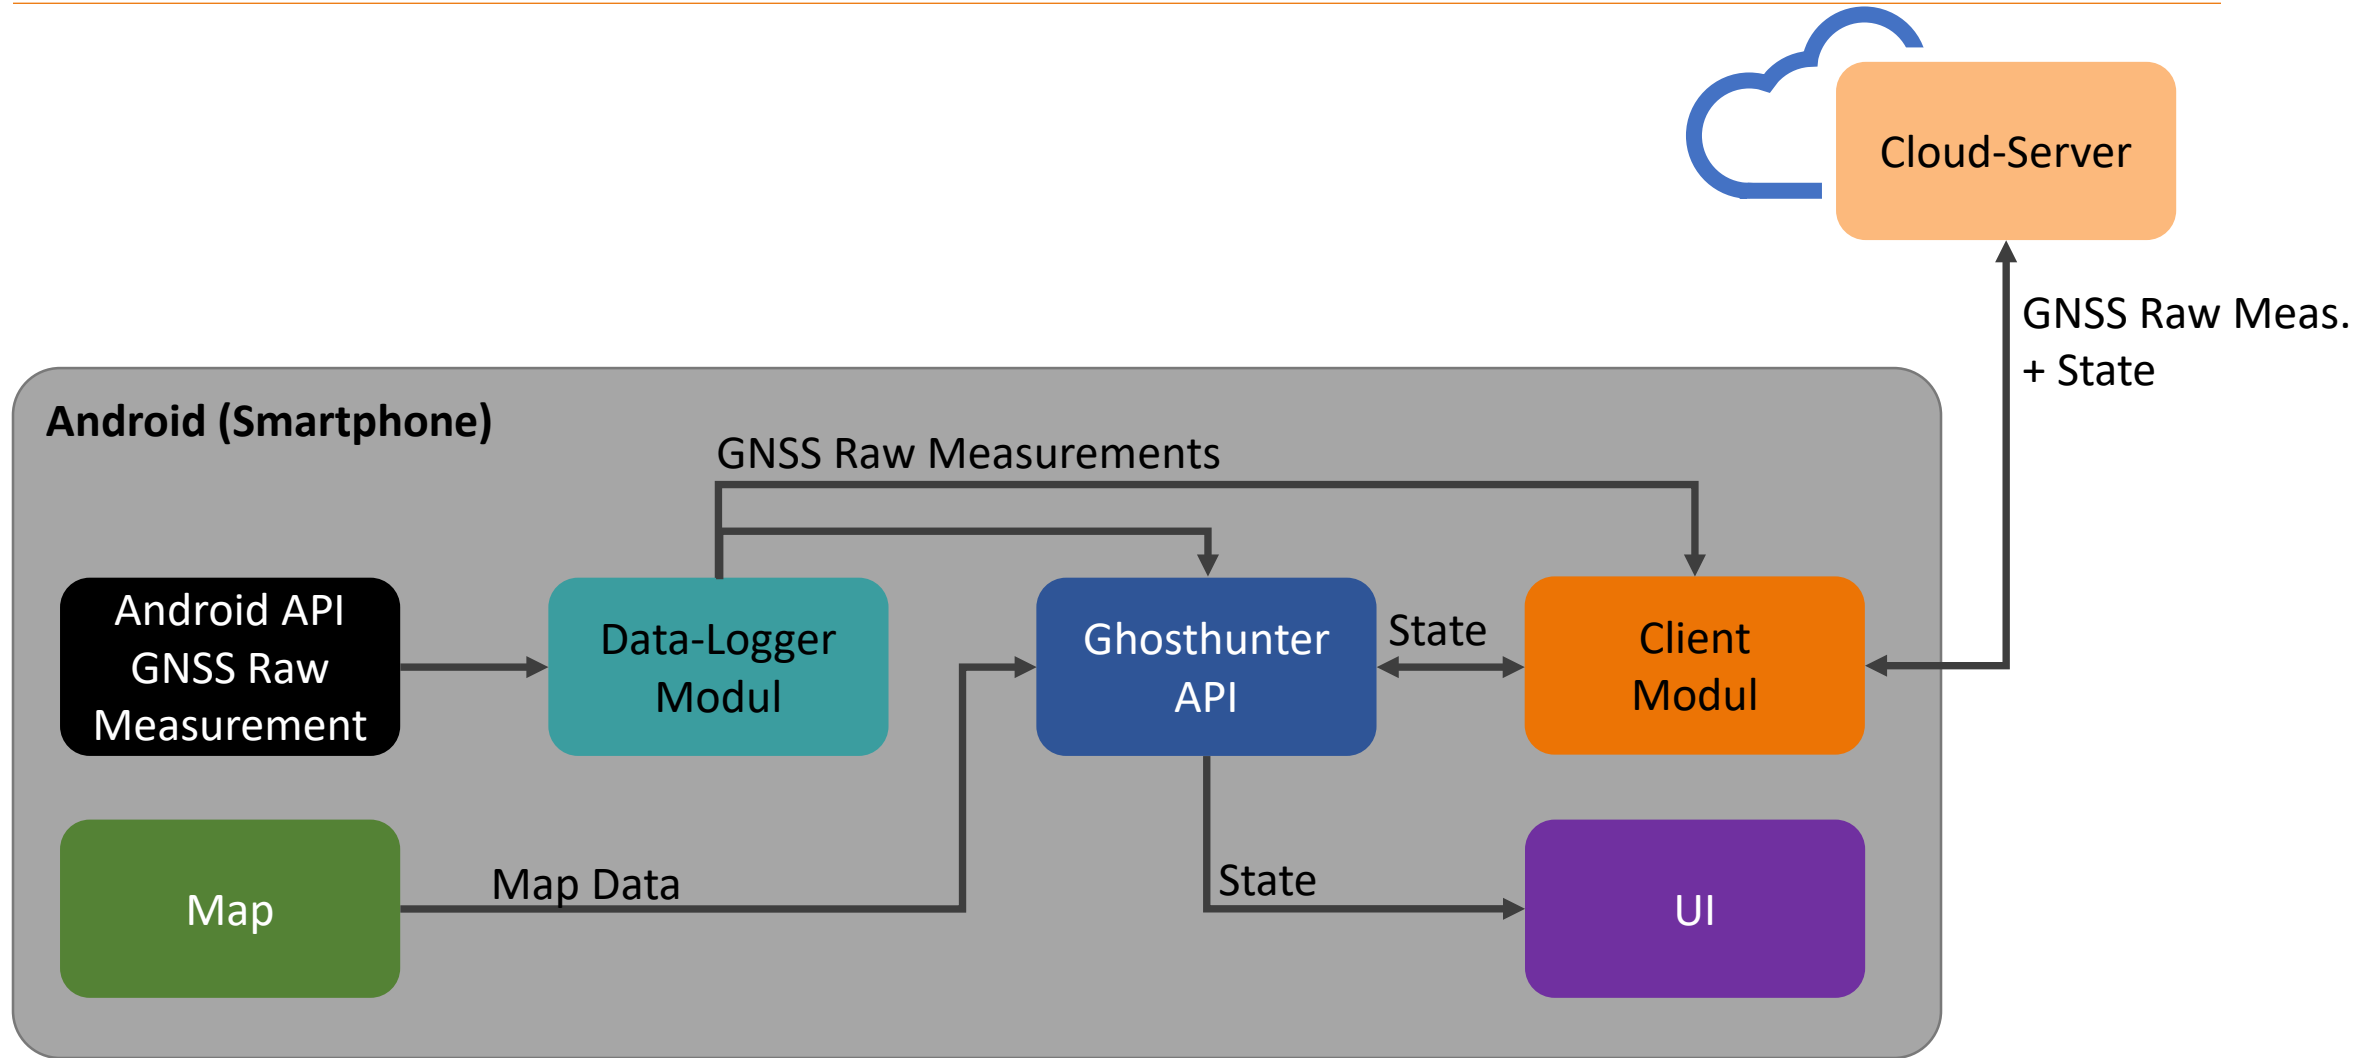 Cloud-Server
GNSS Raw Meas.
+ State
Android (Smartphone)
GNSS Raw Measurements
Android API
GNSS Raw
Measurement
Data-Logger
Modul
Ghosthunter
API
State
Client
Modul
Map
Map Data
State
UI